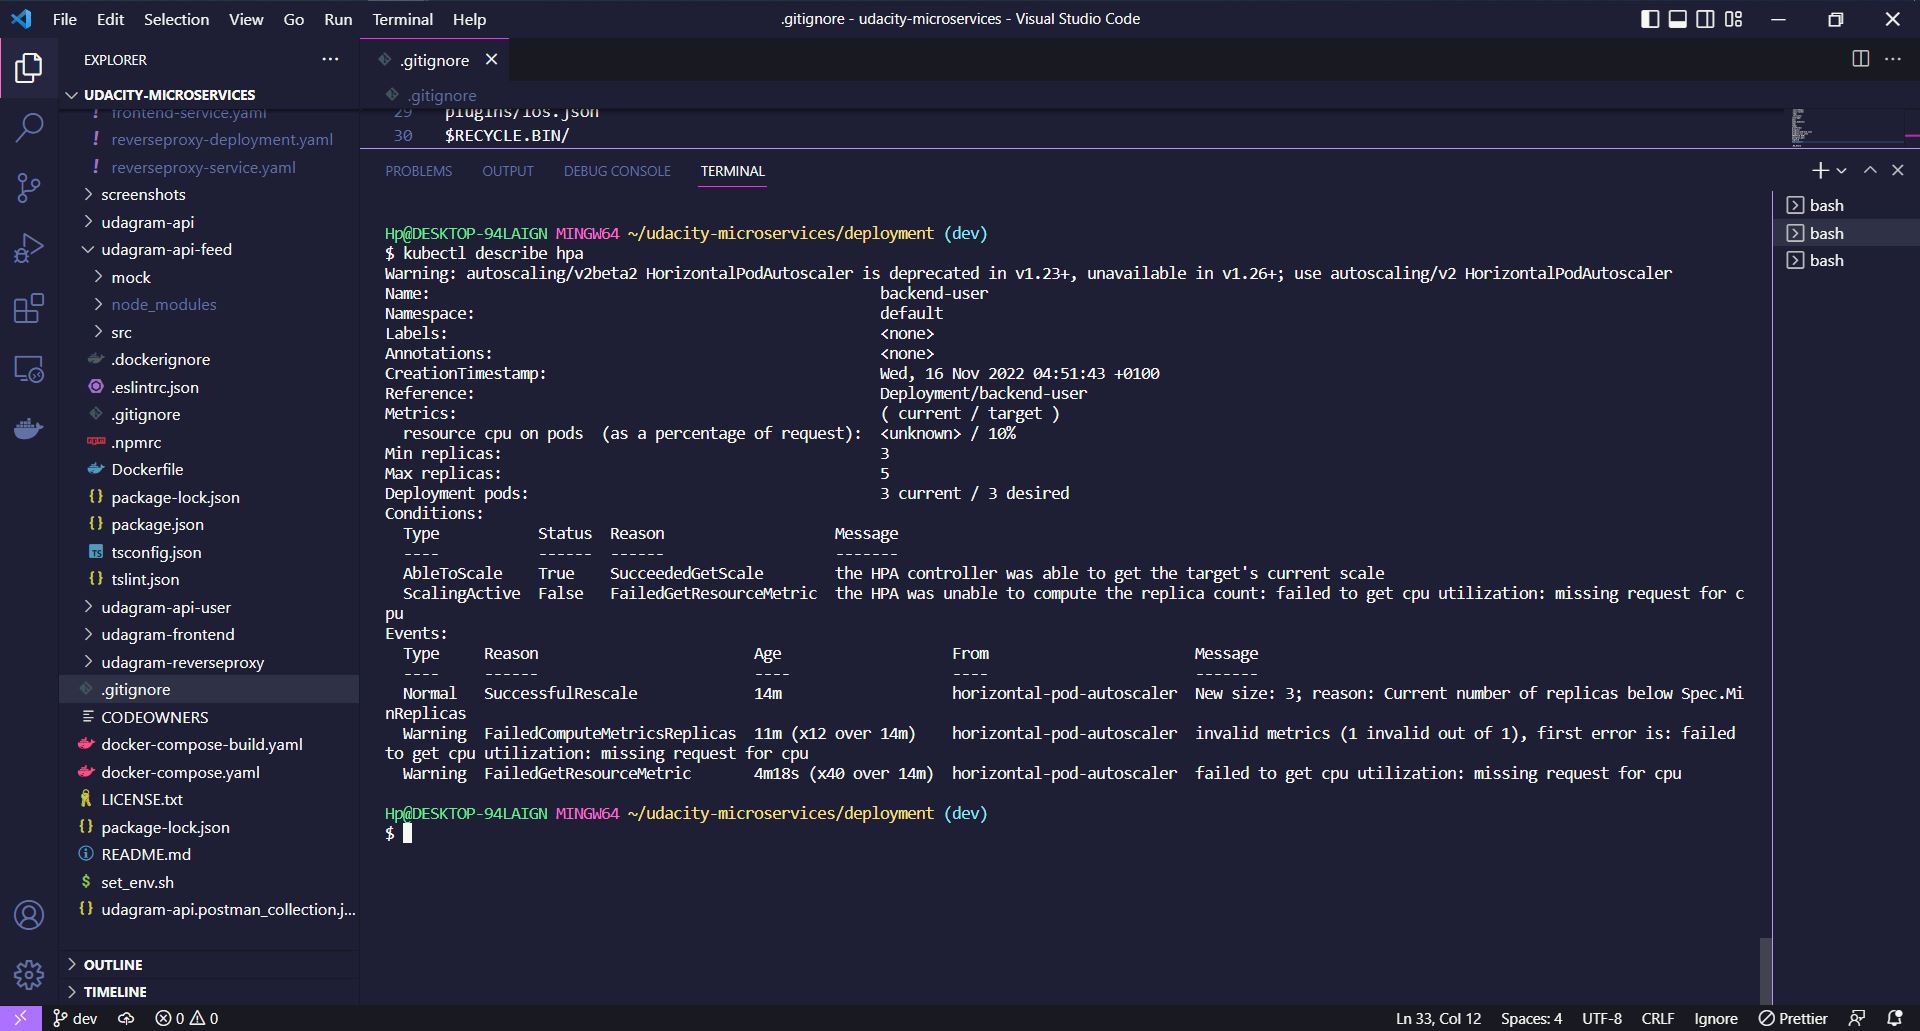 File Edit Selection View Go Run Terminal Help
.gitignore - udacity-microservices - Visual Studio Code
EXPLORER
UDACITY-MICROSERVICES
frontend-service.yaml
reverseproxy-deployment.yaml
reverseproxy-service.yaml
screenshots
udagram-api
udagram-api-feed
mock
node_modules
src
.dockerignore
.eslintrc.json
.gitignore
.npmrc
Dockerfile
package-lock.json
package.json
tsconfig.json
tslint.json
udagram-api-user
udagram-frontend
udagram-reverseproxy
.gitignore
CODEOWNERS
docker-compose-build.yaml
docker-compose.yaml
LICENSE.txt
package-lock.json
README.md
set_env.sh
udagram-api.postman_collection.j...
OUTLINE
TIMELINE
.gitignore
.gitignore
29 plugins/ios.json
30 $RECYCLE.BIN/
PROBLEMS OUTPUT DEBUG CONSOLE TERMINAL
Hp@DESKTOP-94LAIGN MINGW64 ~/udacity-microservices/deployment (dev)
$ kubectl describe hpa
Warning: autoscaling/v2beta2 HorizontalPodAutoscaler is deprecated in v1.23+, unavailable in v1.26+; use autoscaling/v2 HorizontalPodAutoscaler
Name: backend-user
Namespace: default
Labels: <none>
Annotations: <none>
CreationTimestamp: Wed, 16 Nov 2022 04:51:43 +0100
Reference: Deployment/backend-user
Metrics: ( current / target )
resource cpu on pods (as a percentage of request): <unknown> / 10%
Min replicas: 3
Max replicas: 5
Deployment pods: 3 current / 3 desired
Conditions:
Type Status Reason Message
---- ------ ------ -------
AbleToScale True SucceededGetScale the HPA controller was able to get the target's current scale
ScalingActive False FailedGetResourceMetric the HPA was unable to compute the replica count: failed to get cpu utilization: missing request for c
pu
Events:
Type Reason Age From Message
---- ------ ---- ---- -------
Normal SuccessfulRescale 14m horizontal-pod-autoscaler New size: 3; reason: Current number of replicas below Spec.Mi
nReplicas
Warning FailedComputeMetricsReplicas 11m (x12 over 14m) horizontal-pod-autoscaler invalid metrics (1 invalid out of 1), first error is: failed
to get cpu utilization: missing request for cpu
Warning FailedGetResourceMetric 4m18s (x40 over 14m) horizontal-pod-autoscaler failed to get cpu utilization: missing request for cpu
Hp@DESKTOP-94LAIGN MINGW64 ~/udacity-microservices/deployment (dev)
$
bash
bash
bash
dev 0 0
Ln 33, Col 12 Spaces: 4 UTF-8 CRLF Ignore Prettier